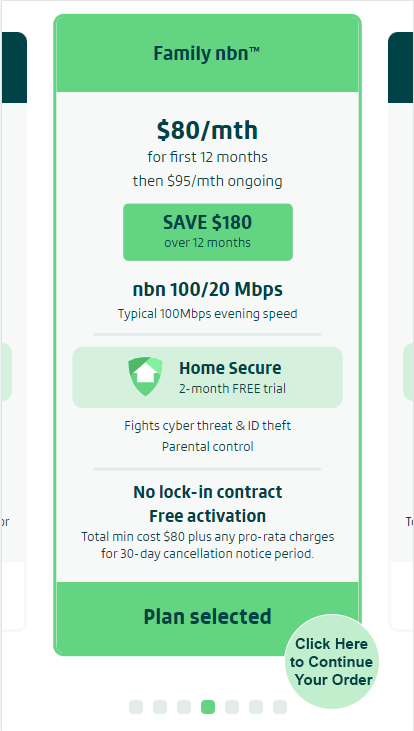 Family nbn™
$80/mth
for first 12 months
then $95/mth ongoing
SAVE $180
over 12 months
nbn 100/20 Mbps
Typical 100Mbps evening speed
Home Secure
2-month FREE trial
Fights cyber threat & ID theft
Parental control
No lock-in contract
Free activation
Total min cost $80 plus any pro-rata charges
for 30-day cancellation notice period.
Plan selected
Click Here
to Continue
Your Order